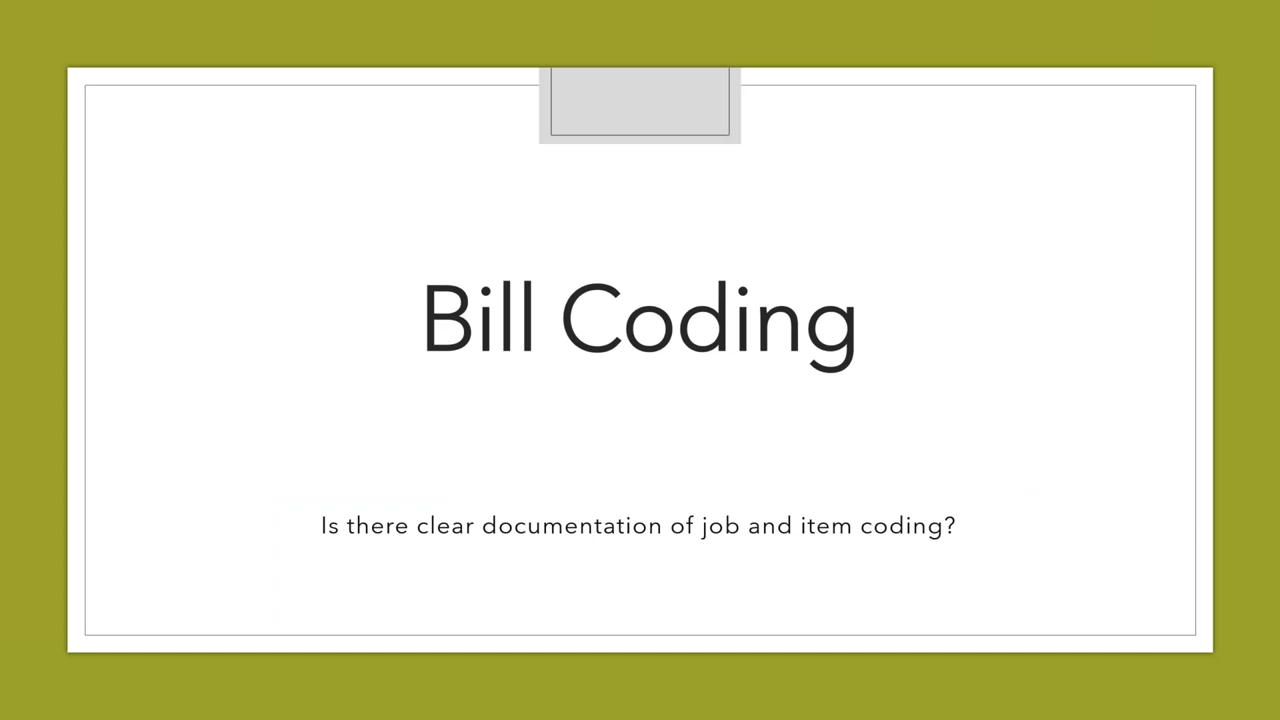 Bill Coding
Is there clear documentation of job and item coding?